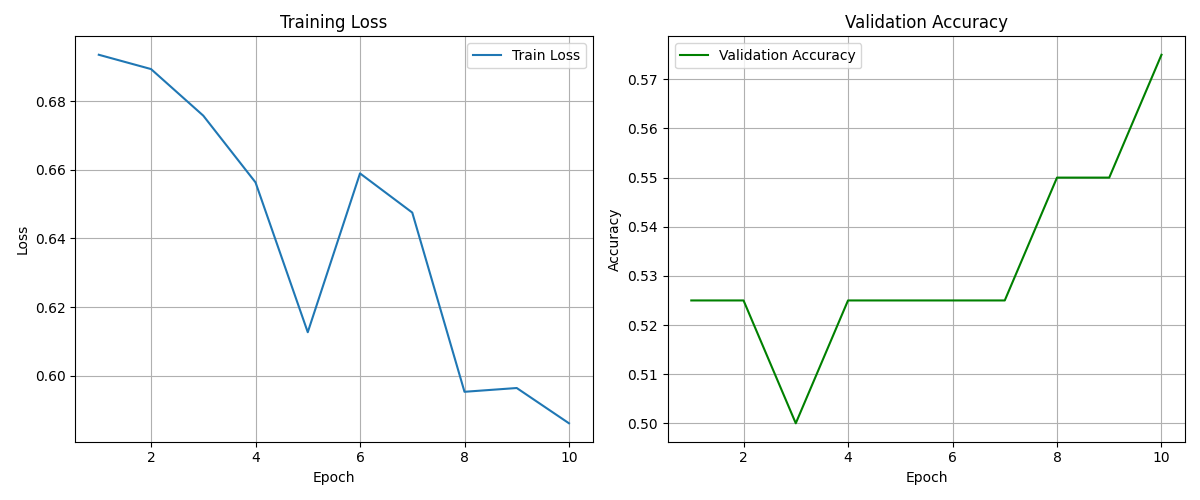 Training Loss
Train Loss
0.68
0.66
0.64
0.62
0.60
Loss
2 4 6 8 10
Epoch
Validation Accuracy
Validation Accuracy
0.57
0.56
0.55
0.54
0.53
0.52
0.51
0.50
Accuracy
2 4 6 8 10
Epoch